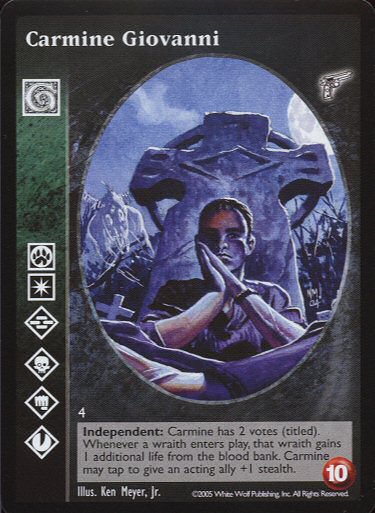 Carmine Giovanni
4
Independent: Carmine has 2 votes (titled).
Whenever a wraith enters play, that wraith gains
1 additional life from the blood bank. Carmine
may tap to give an acting ally +1 stealth.
10
Illus. Ken Meyer, Jr.
©2005 White Wolf Publishing, Inc. All Rights Reserved.